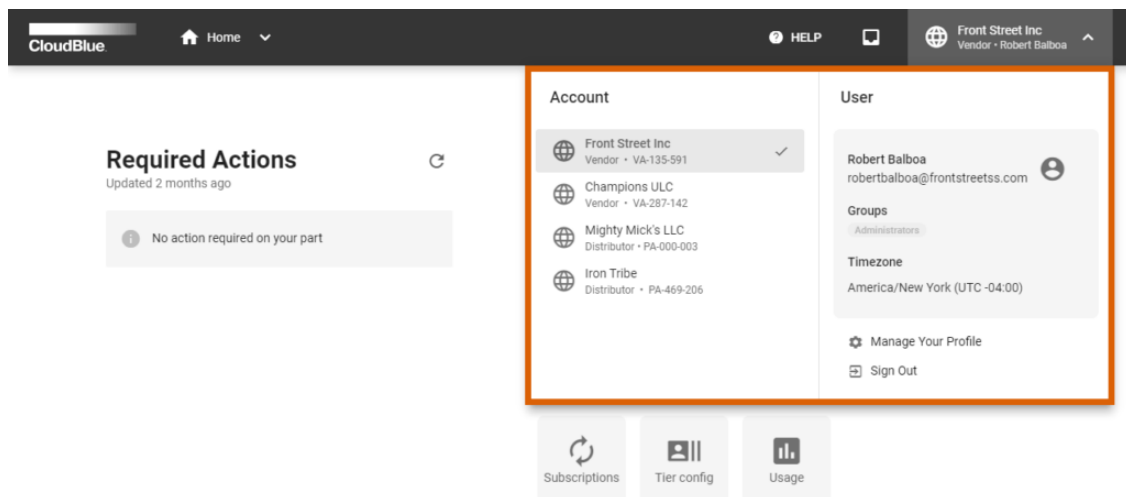 CloudBlue.
Home
HELP
Front Street Inc
Vendor • Robert Balboa
Required Actions
Updated 2 months ago
No action required on your part
Account
Front Street Inc
Vendor • VA-135-591
Champions ULC
Vendor • VA-287-142
Mighty Mick's LLC
Distributor • PA-000-003
Iron Tribe
Distributor • PA-469-206
User
Robert Balboa
robertbalboa@frontstreetss.com
Groups
Administrators
Timezone
America/New York (UTC -04:00)
Manage Your Profile
Sign Out
Subscriptions
Tier config
Usage